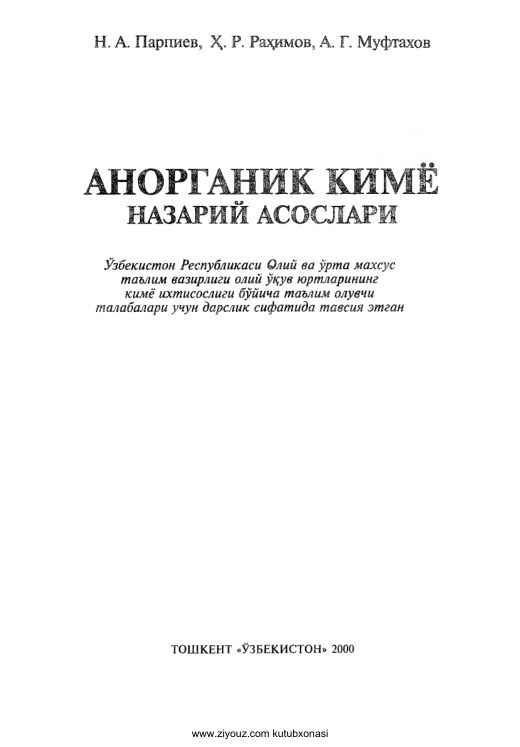 Н. А. Парпиев, Ҳ. Р. Раҳимов, А. Г. Муфтахов
АНОРГАНИК КИМЁ
НАЗАРИЙ АСОСЛАРИ
Ўзбекистон Республикаси Олий ва ўрта махсус
таълим вазирлиги олий ўқув юртларининг
кимё ихтисослиги бўйича таълим олувчи
талабалари учун дарслик сифатида тавсия этган
ТОШКЕНТ «ЎЗБЕКИСТОН» 2000
www.ziyouz.com kutubxonasi